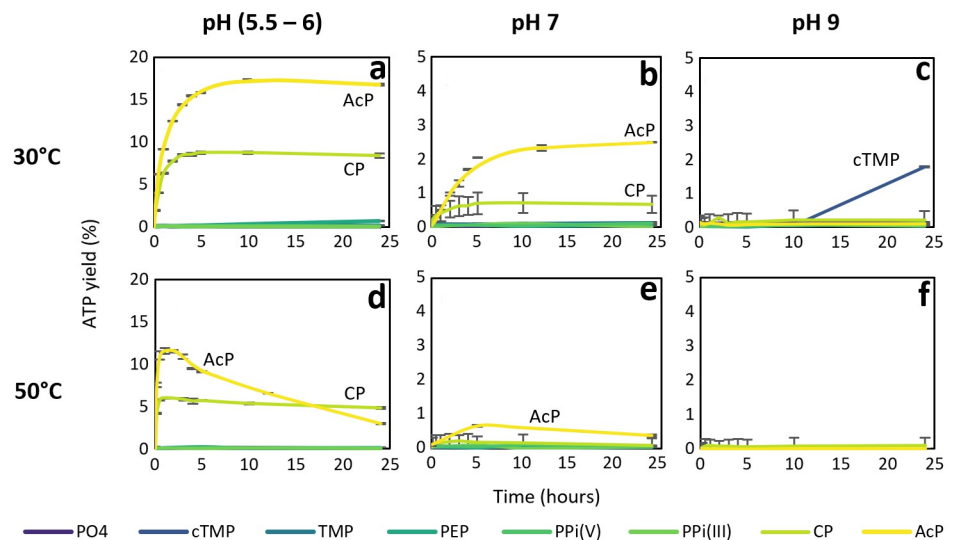 pH (5.5 – 6) pH 7 pH 9
30°C
50°C
ATP yield (%)
a
20
15
10
5
0
0 5 10 15 20 25
AcP
CP
b
5
4
3
2
1
0
0 5 10 15 20 25
AcP
CP
c
5
4
3
2
1
0
0 5 10 15 20 25
cTMP
d
20
15
10
5
0
0 5 10 15 20 25
AcP
CP
e
5
4
3
2
1
0
0 5 10 15 20 25
AcP
f
5
4
3
2
1
0
0 5 10 15 20 25
Time (hours)
PO4 cTMP TMP PEP PPi(V) PPi(III) CP AcP